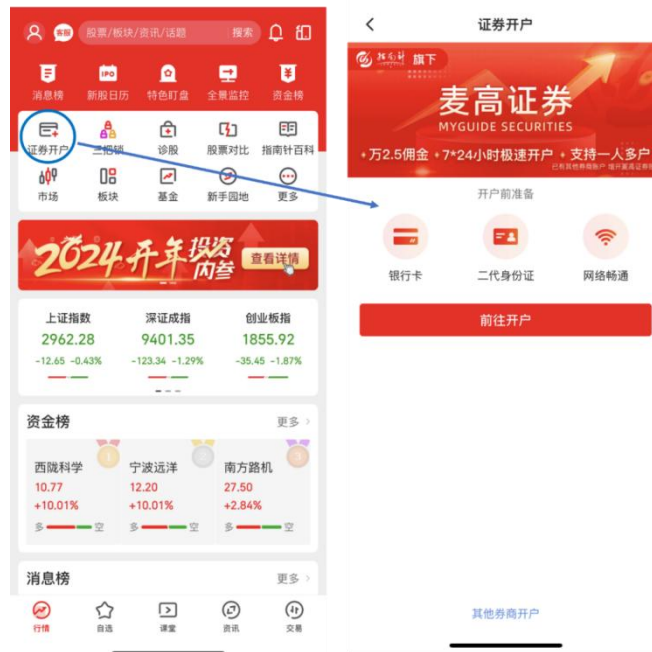 客服
股票/板块/资讯/话题
搜索
消息榜
IPO
新股日历
特色盯盘
全景监控
资金榜
证券开户
三把锁
诊股
股票对比
指南针百科
市场
板块
基金
新手园地
更多
2024开年投资内参
查看详情
上证指数
深证成指
创业板指
2962.28
9401.35
1855.92
-12.65 -0.43%
-123.34 -1.29%
-35.45 -1.87%
资金榜
更多
西陇科学
宁波远洋
南方路机
10.77
12.20
27.50
+10.01%
+10.01%
+2.84%
多 空
多 空
多 空
消息榜
更多
行情
自选
课堂
资讯
交易
证券开户
指南针 旗下
麦高证券
MYGUIDE SECURITIES
万2.5佣金
7*24小时极速开户
支持一人多户
开户前准备
银行卡
二代身份证
网络畅通
前往开户
其他券商开户